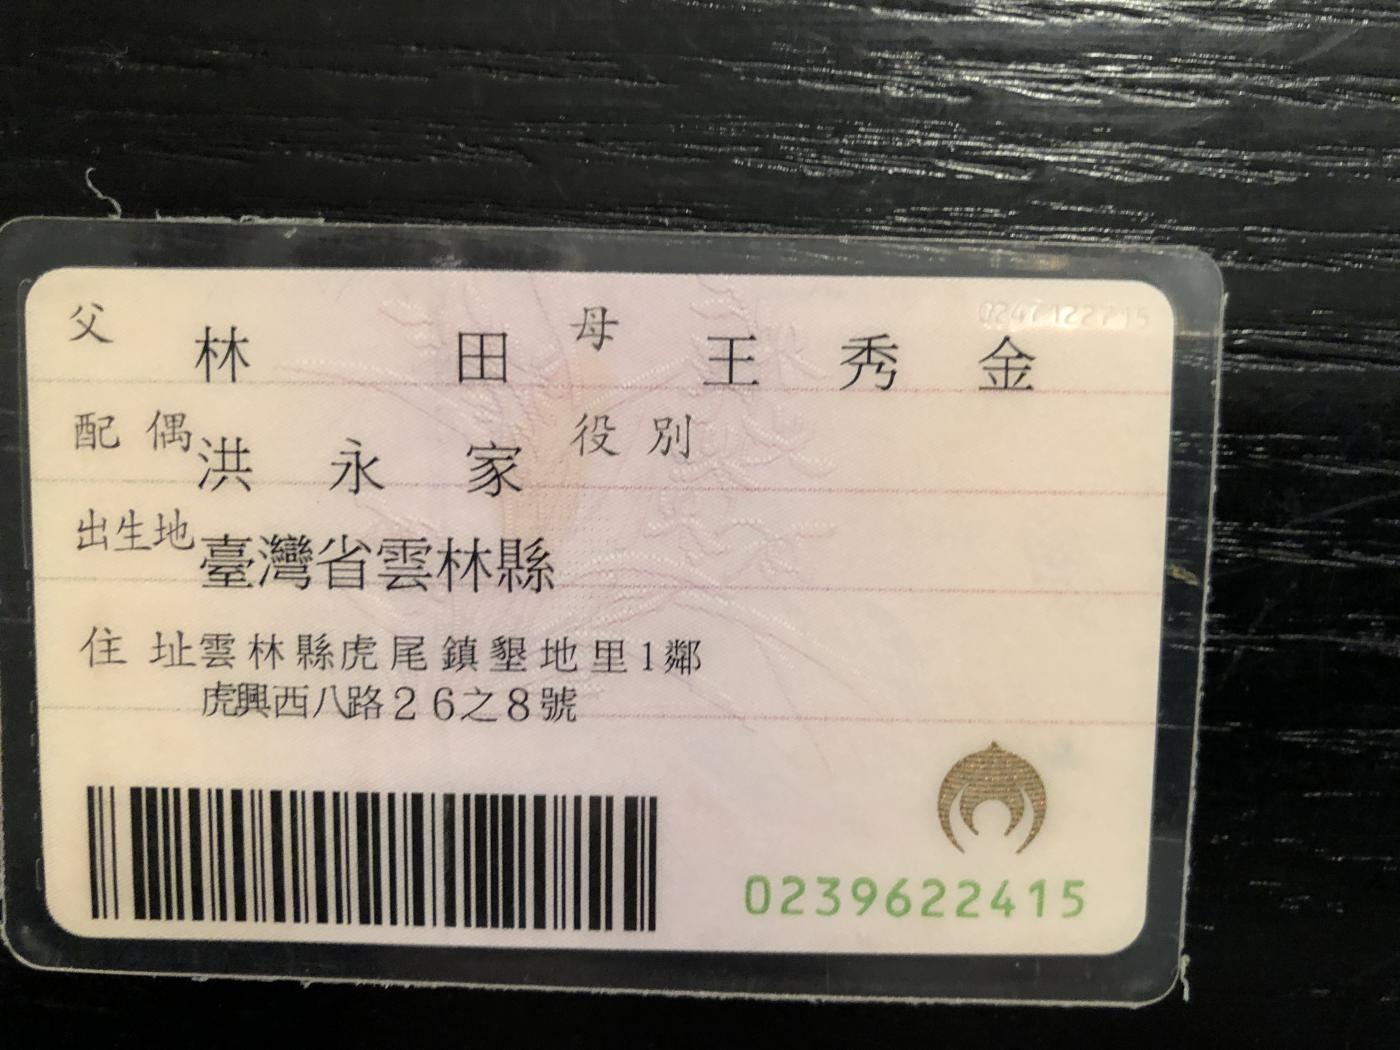 父 林 田 母 王 秀 金
配偶 洪 永 家 役別
出生地 臺灣省雲林縣
住址 雲林縣虎尾鎮墾地里1鄰
虎興西八路26之8號
0239622415